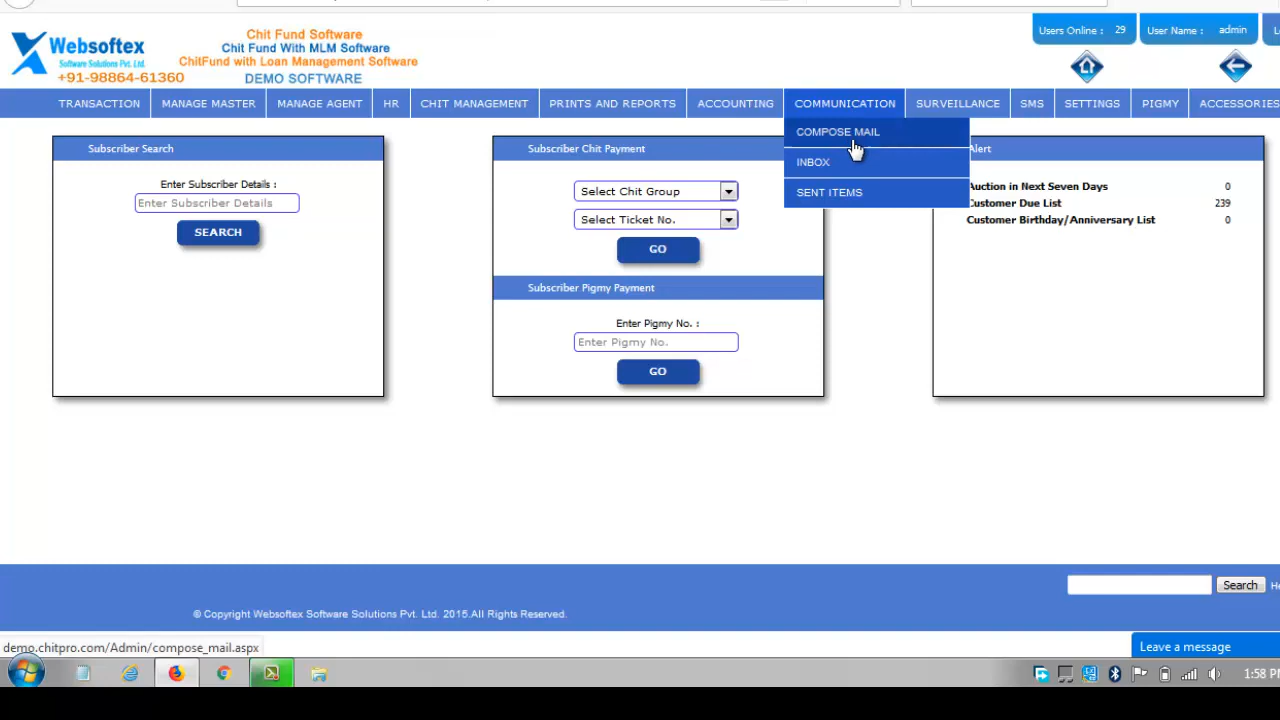 Websoftex
Software Solutions Pvt. Ltd.
+91-98864-61360
Chit Fund Software
Chit Fund With MLM Software
ChitFund with Loan Management Software
DEMO SOFTWARE
Users Online : 29
User Name : admin
TRANSACTION
MANAGE MASTER
MANAGE AGENT
HR
CHIT MANAGEMENT
PRINTS AND REPORTS
ACCOUNTING
COMMUNICATION
SURVEILLANCE
SMS
SETTINGS
PIGMY
ACCESSORIES
COMPOSE MAIL
INBOX
SENT ITEMS
Subscriber Search
Enter Subscriber Details :
Enter Subscriber Details
SEARCH
Subscriber Chit Payment
Select Chit Group
Select Ticket No.
GO
Subscriber Pigmy Payment
Enter Pigmy No. :
Enter Pigmy No.
GO
Alert
Auction in Next Seven Days 0
Customer Due List 239
Customer Birthday/Anniversary List 0
Search
© Copyright Websoftex Software Solutions Pvt. Ltd. 2015.All Rights Reserved.
demo.chitpro.com/Admin/compose_mail.aspx
Leave a message
1:58 PM